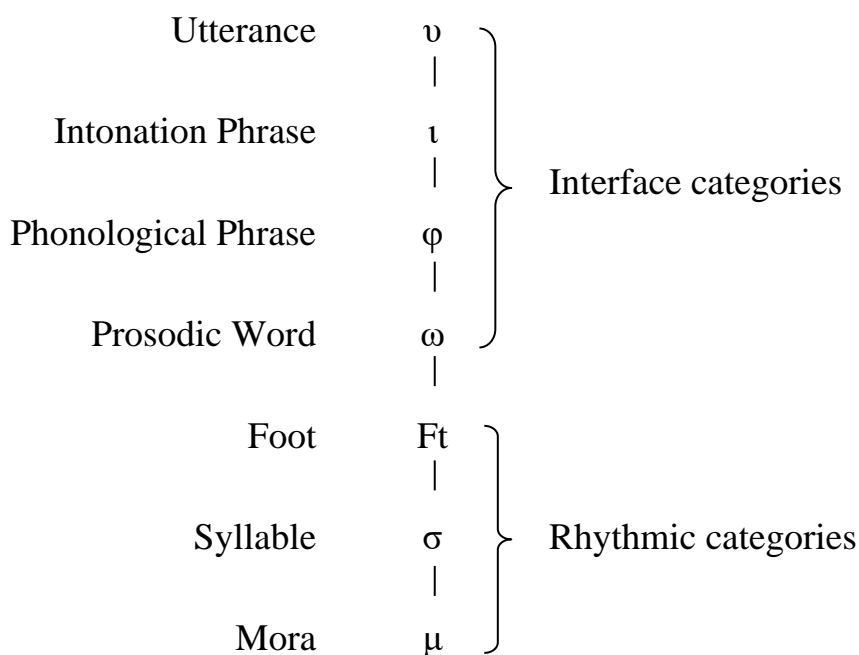 Utterance υ
Intonation Phrase ι
Interface categories
Phonological Phrase φ
Prosodic Word ω
Foot Ft
Syllable σ Rhythmic categories
Mora μ